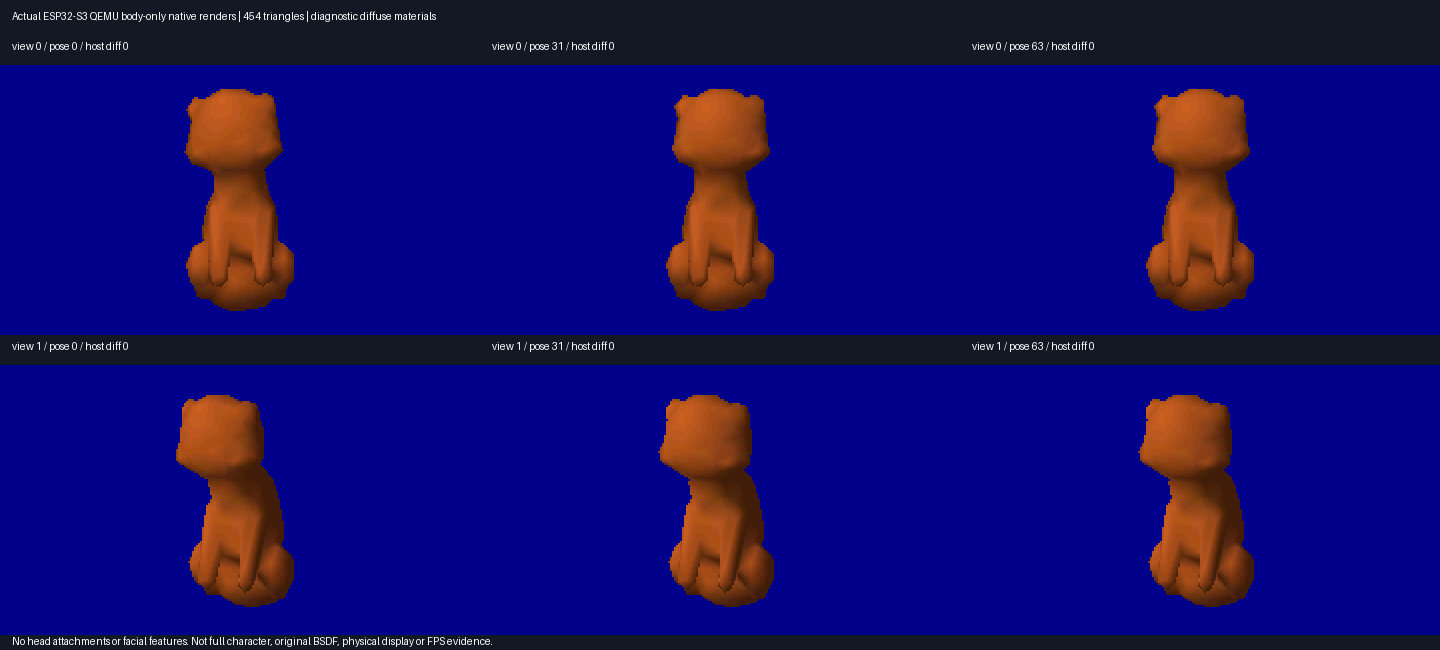 Actual ESP32-S3 QEMU body-only native renders | 454 triangles | diagnostic diffuse materials
view 0 / pose 0 / host diff 0
view 0 / pose 31 / host diff 0
view 0 / pose 63 / host diff 0
view 1 / pose 0 / host diff 0
view 1 / pose 31 / host diff 0
view 1 / pose 63 / host diff 0
No head attachments or facial features. Not full character, original BSDF, physical display or FPS evidence.